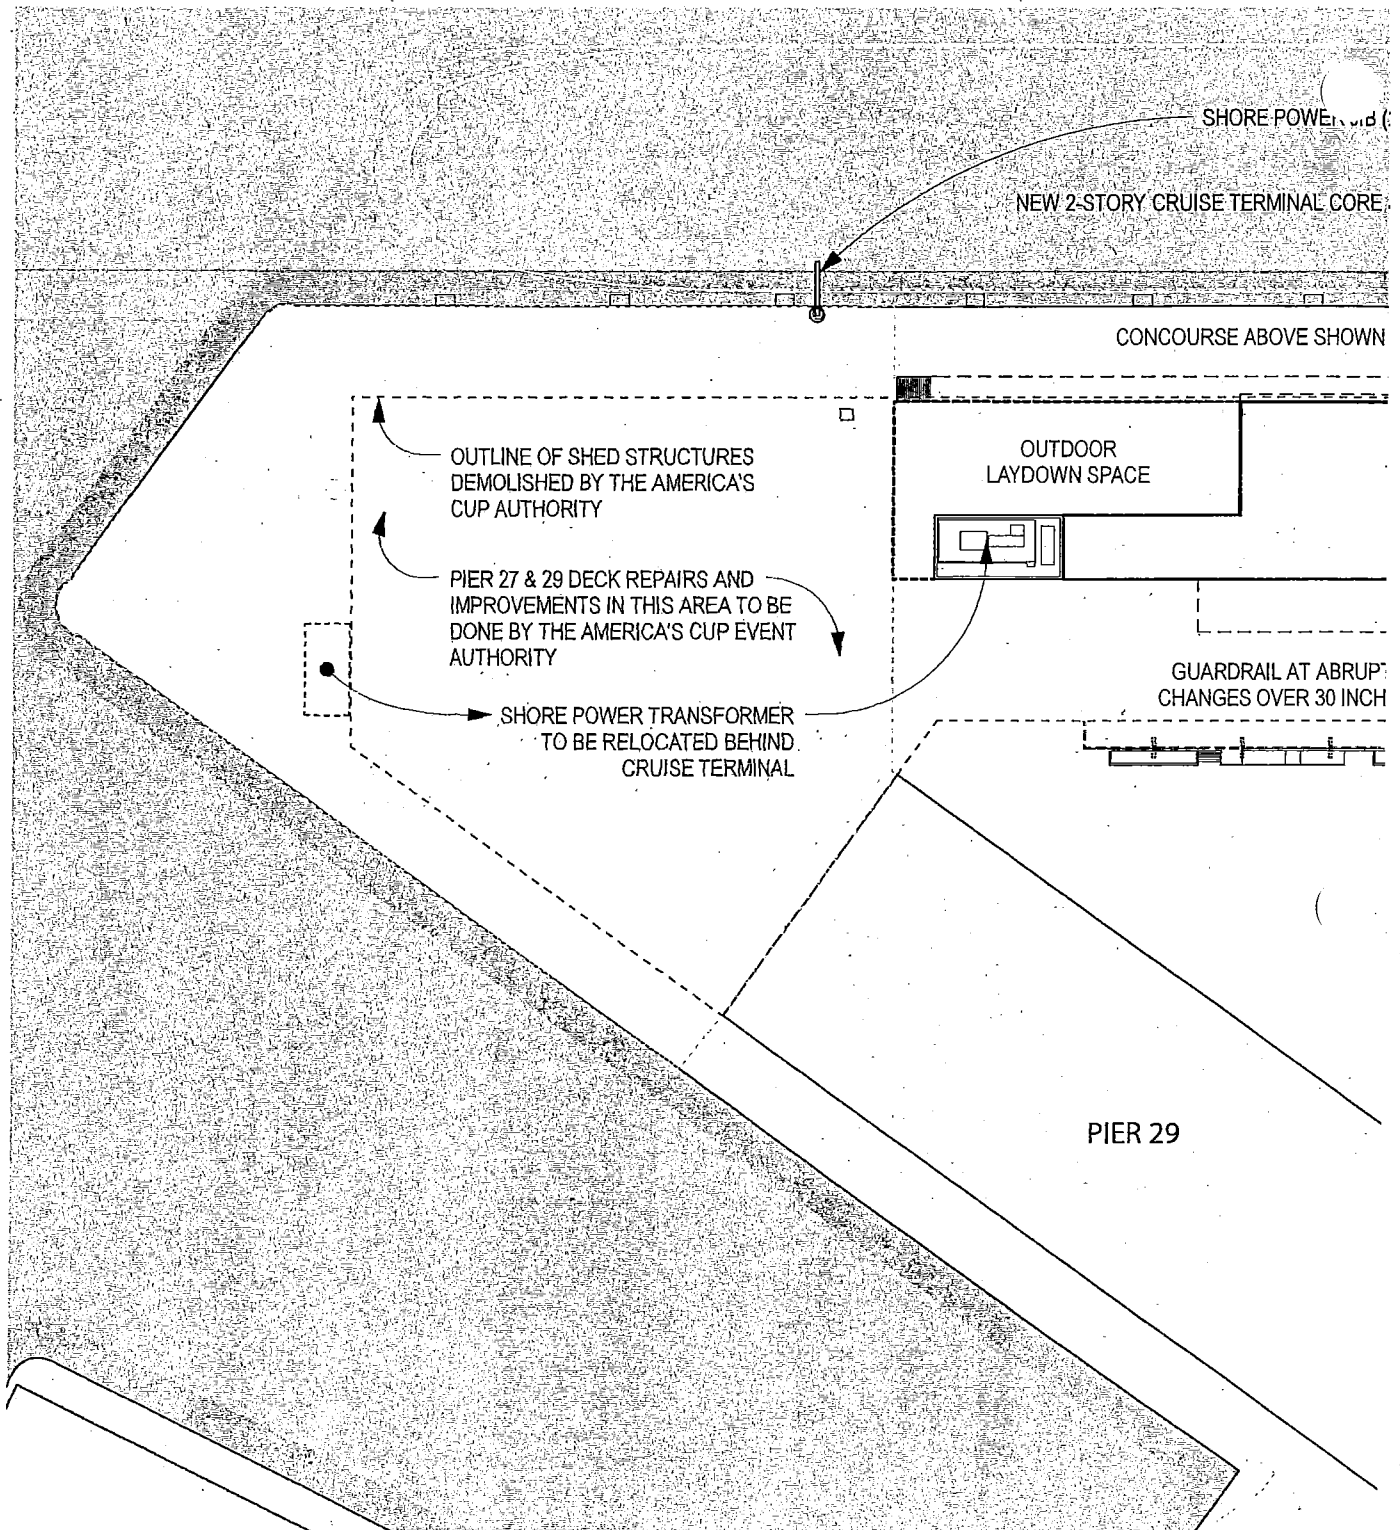 SHORE POWER
NEW 2-STORY CRUISE TERMINAL CORE
CONCOURSE ABOVE SHOWN
OUTLINE OF SHED STRUCTURES
DEMOLISHED BY THE AMERICA'S
CUP AUTHORITY
OUTDOOR
LAYDOWN SPACE
PIER 27 & 29 DECK REPAIRS AND
IMPROVEMENTS IN THIS AREA TO BE
DONE BY THE AMERICA'S CUP EVENT
AUTHORITY
GUARDRAIL AT ABRUPT
CHANGES OVER 30 INCH
SHORE POWER TRANSFORMER
TO BE RELOCATED BEHIND
CRUISE TERMINAL
PIER 29